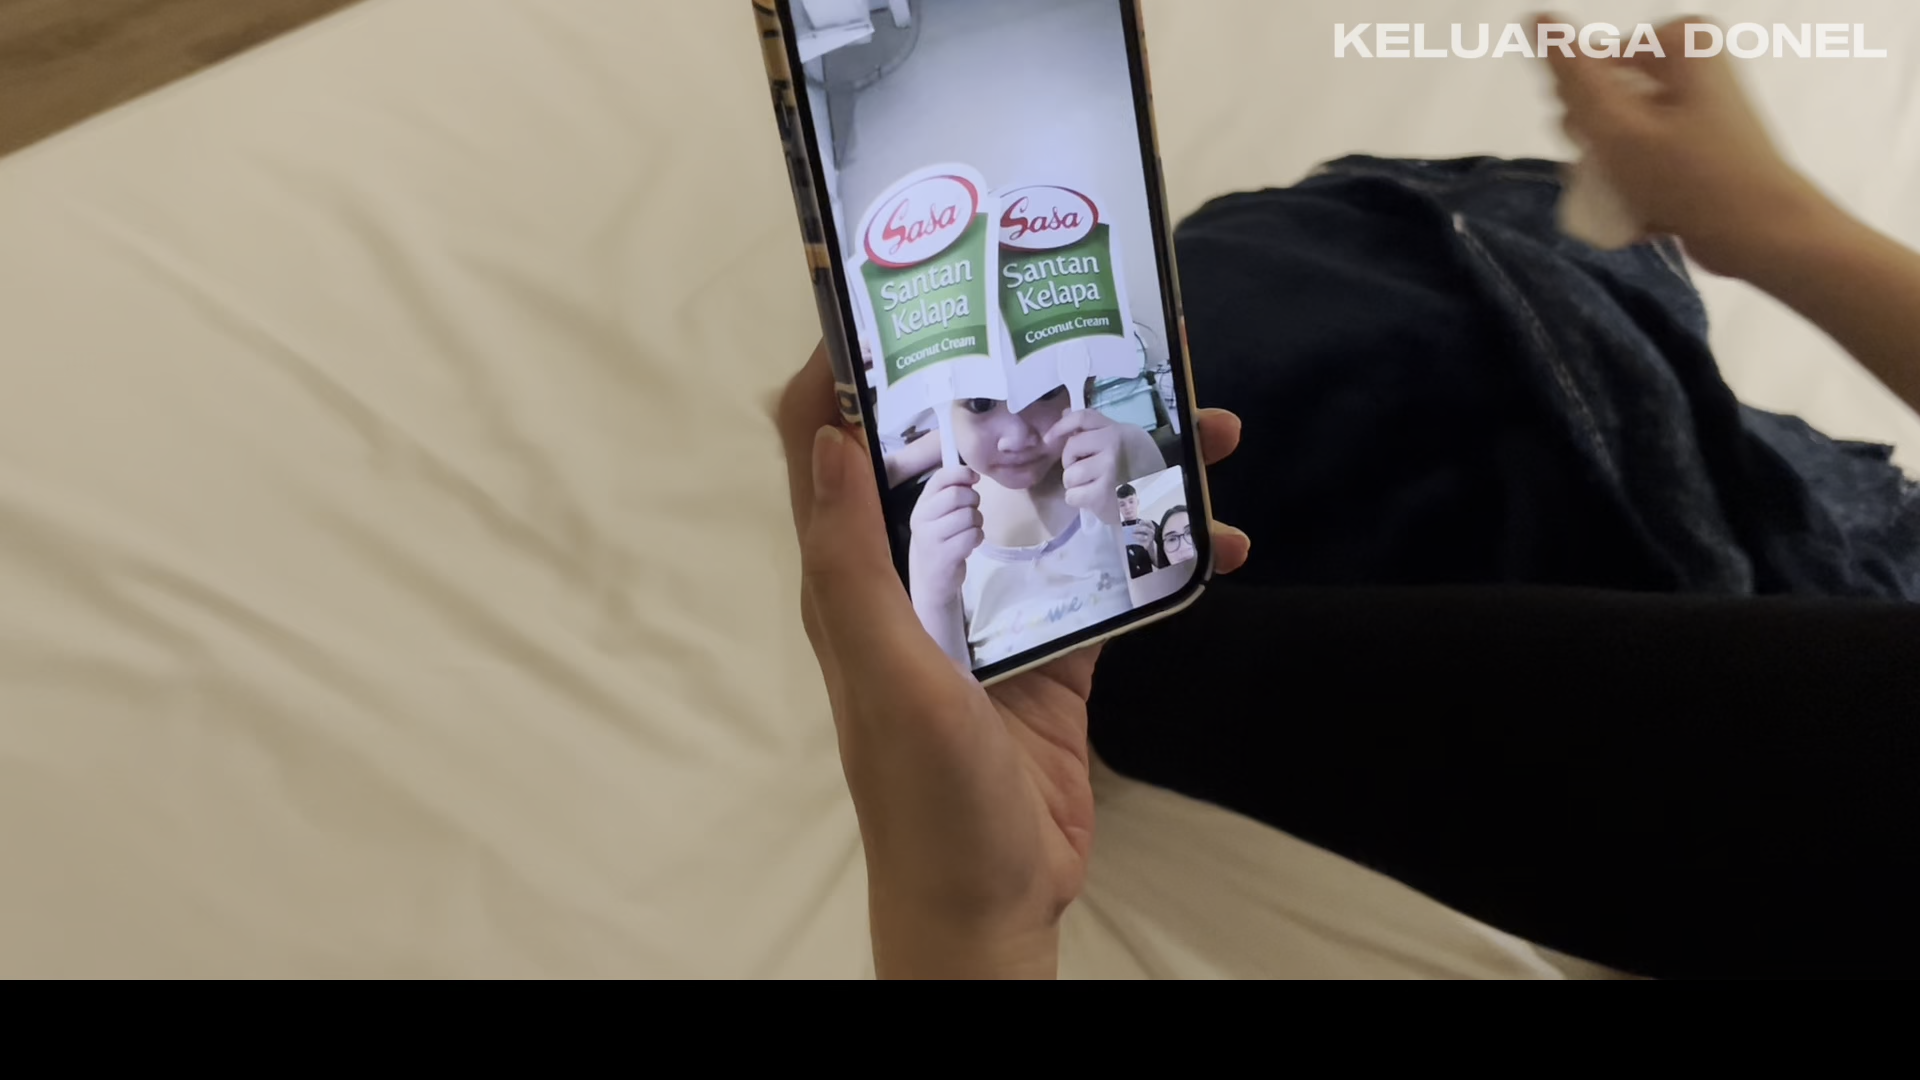 KELUARGA DONEL
Sasa
Santan
Kelapa
Coconut Cream
Sasa
Santan
Kelapa
Coconut Cream